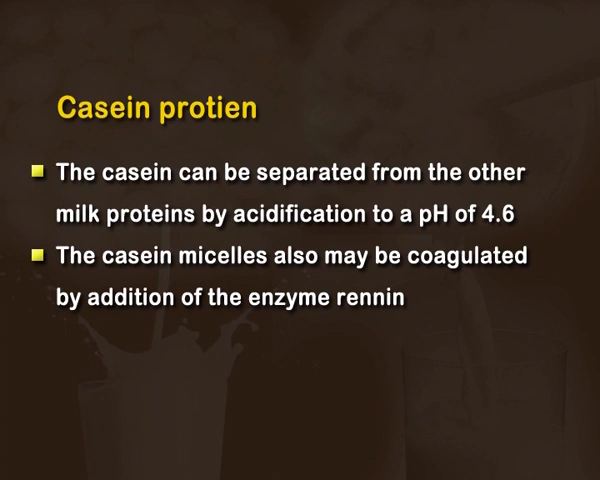 Casein protien
The casein can be separated from the other
milk proteins by acidification to a pH of 4.6
The casein micelles also may be coagulated
by addition of the enzyme rennin